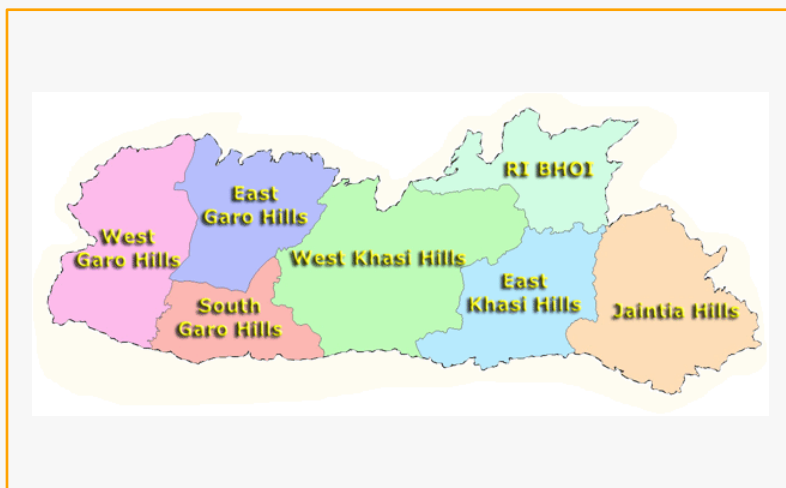 RI BHOI
East
Garo Hills
West
Garo Hills
West Khasi Hills
East
Khasi Hills
South
Garo Hills
Jaintia Hills